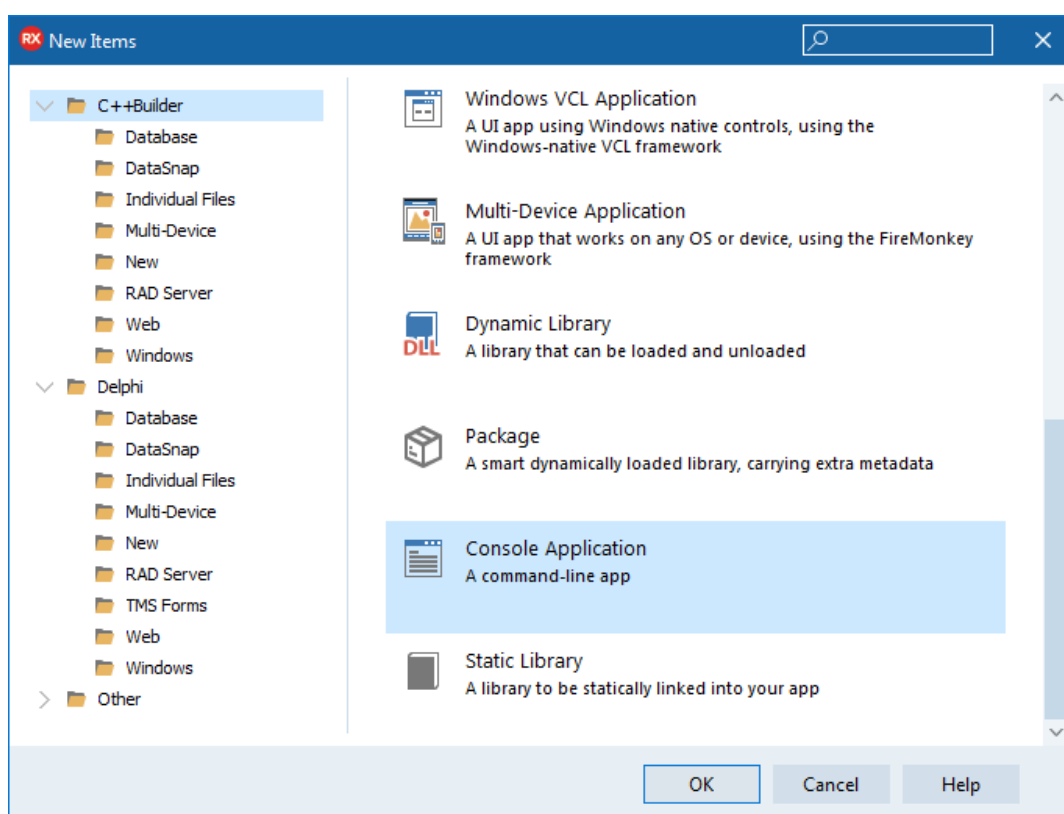 RX New Items
C++Builder
Database
DataSnap
Individual Files
Multi-Device
New
RAD Server
Web
Windows
Delphi
Database
DataSnap
Individual Files
Multi-Device
New
RAD Server
TMS Forms
Web
Windows
Other
Windows VCL Application
A UI app using Windows native controls, using the
Windows-native VCL framework
Multi-Device Application
A UI app that works on any OS or device, using the FireMonkey
framework
DLL
Dynamic Library
A library that can be loaded and unloaded
Package
A smart dynamically loaded library, carrying extra metadata
Console Application
A command-line app
Static Library
A library to be statically linked into your app
OK Cancel Help